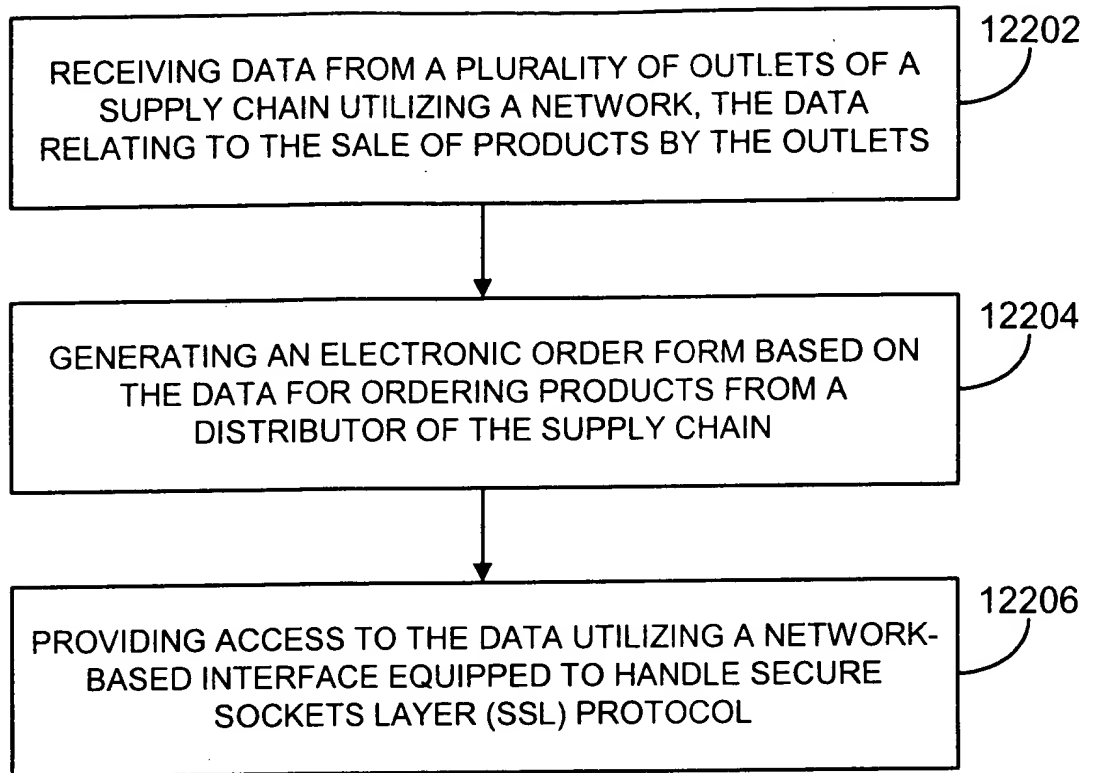 12202
RECEIVING DATA FROM A PLURALITY OF OUTLETS OF A
SUPPLY CHAIN UTILIZING A NETWORK, THE DATA
RELATING TO THE SALE OF PRODUCTS BY THE OUTLETS
12204
GENERATING AN ELECTRONIC ORDER FORM BASED ON
THE DATA FOR ORDERING PRODUCTS FROM A
DISTRIBUTOR OF THE SUPPLY CHAIN
12206
PROVIDING ACCESS TO THE DATA UTILIZING A NETWORK-
BASED INTERFACE EQUIPPED TO HANDLE SECURE
SOCKETS LAYER (SSL) PROTOCOL